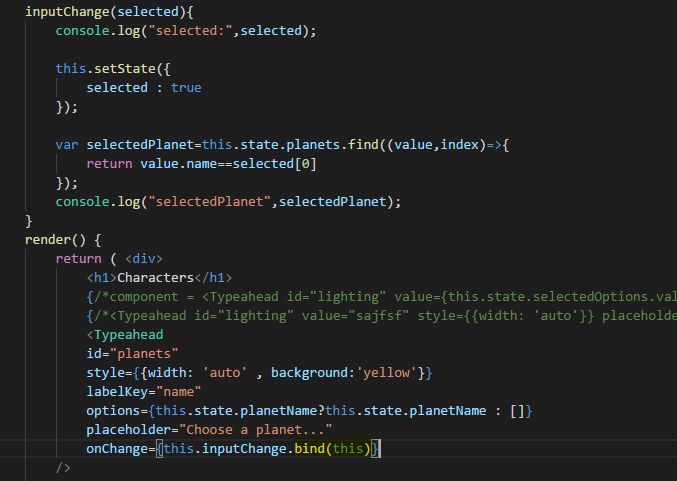 inputChange(selected){
console.log("selected:",selected);
this.setState({
selected : true
});
var selectedPlanet=this.state.planets.find((value,index)=>{
return value.name==selected[0]
});
console.log("selectedPlanet",selectedPlanet);
}
render() {
return ( <div>
<h1>Characters</h1>
{/*component = <Typeahead id="lighting" value={this.state.selectedOptions.val
{/*<Typeahead id="lighting" value="sajfsf" style={{width: 'auto'}} placeholde
<Typeahead
id="planets"
style={{width: 'auto' , background:'yellow'}}
labelKey="name"
options={this.state.planetName?this.state.planetName : []}
placeholder="Choose a planet..."
onChange={this.inputChange.bind(this)}
/>